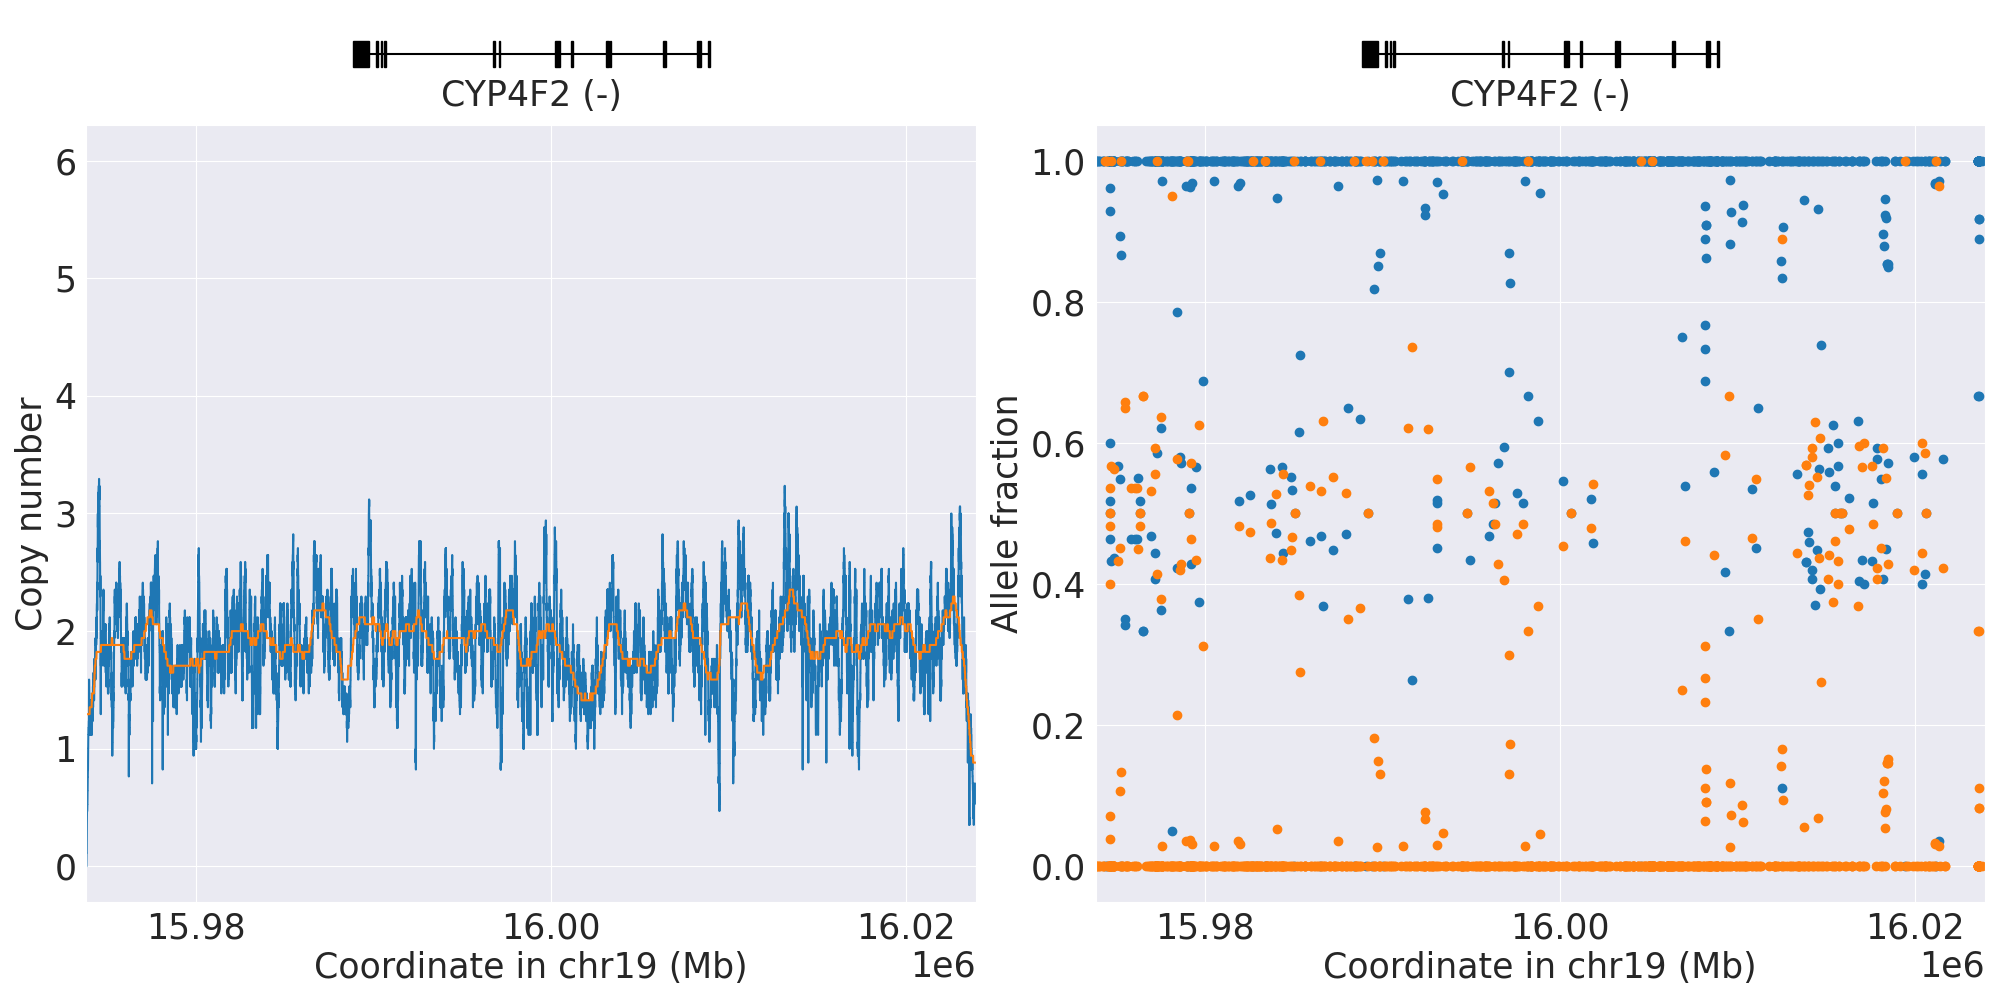 CYP4F2 (-)
6
5
4
3
2
1
0
Copy number
15.98 16.00 16.02
Coordinate in chr19 (Mb) 1e6
CYP4F2 (-)
1.0
0.8
0.6
0.4
0.2
0.0
Allele fraction
15.98 16.00 16.02
Coordinate in chr19 (Mb) 1e6